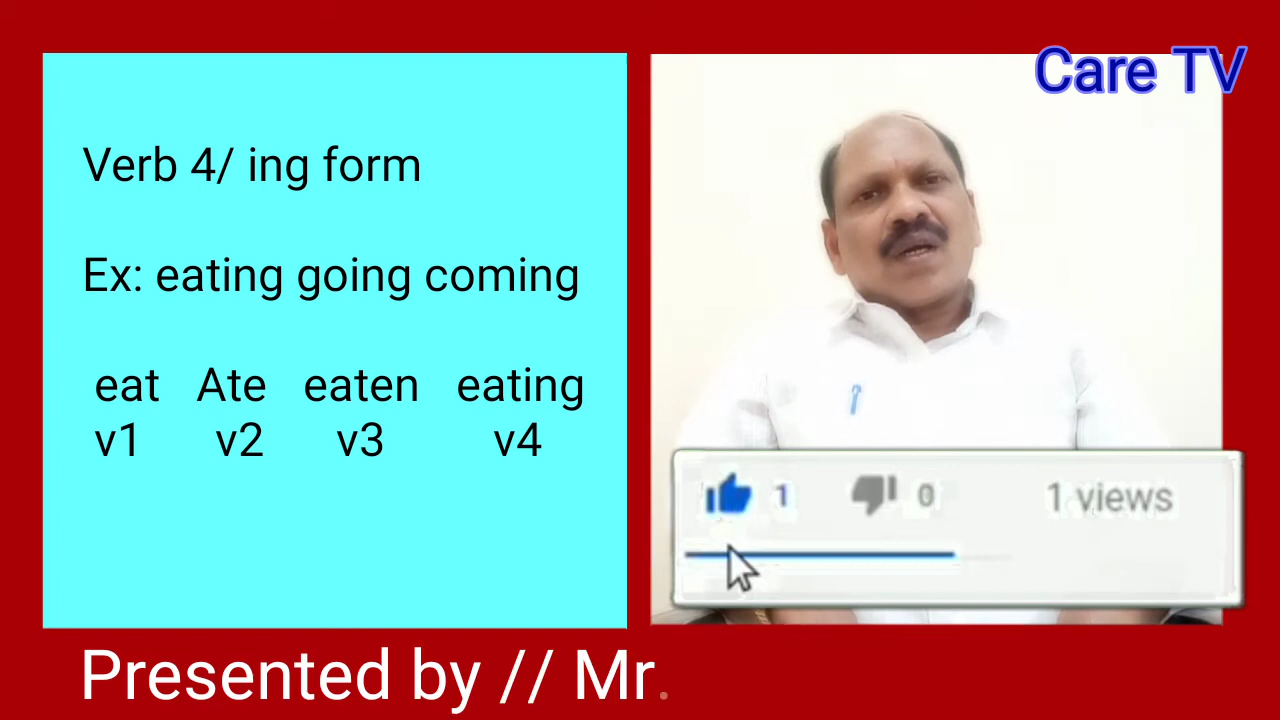 Care TV
Verb 4/ ing form
Ex: eating going coming
eat Ate eaten eating
v1 v2 v3 v4
1 0 1 views
Presented by // Mr.